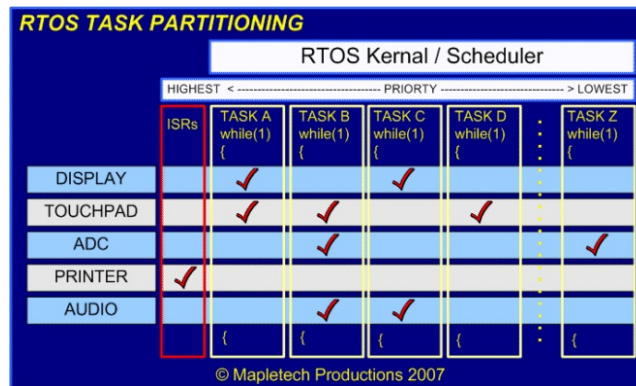 RTOS TASK PARTITIONING
RTOS Kernal / Scheduler
HIGHEST < ------------------------------- PRIORTY --------------------------- > LOWEST
ISRs
TASK A
while(1)
{
TASK B
while(1)
{
TASK C
while(1)
{
TASK D
while(1)
{
TASK Z
while(1)
{
DISPLAY
TOUCHPAD
ADC
PRINTER
AUDIO
{
{
{
{
{
© Mapletech Productions 2007